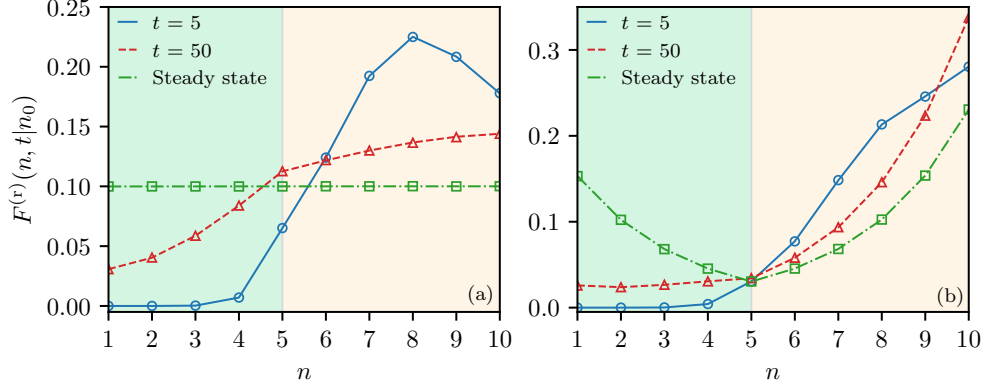 F^(r)(n, t|n_0)
0.25
0.20
0.15
0.10
0.05
0.00
t = 5
t = 50
Steady state
(a)
1 2 3 4 5 6 7 8 9 10
n
0.3
0.2
0.1
0.0
t = 5
t = 50
Steady state
(b)
1 2 3 4 5 6 7 8 9 10
n